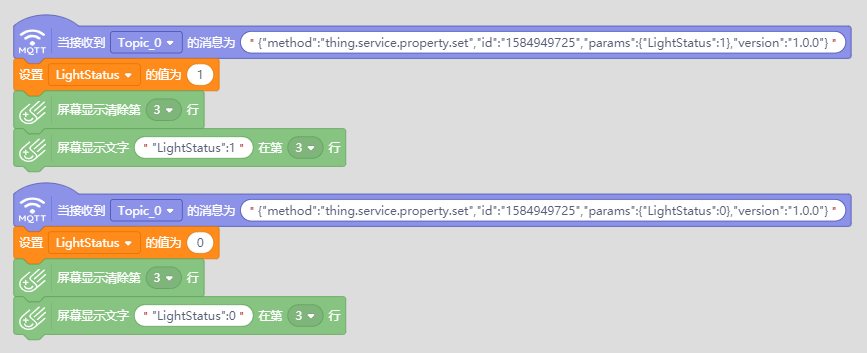 MQTT 当接收到 Topic_0 的消息为 " {"method":"thing.service.property.set","id":"1584949725","params":{"LightStatus":1},"version":"1.0.0"} "
设置 LightStatus 的值为 1
屏幕显示清除第 3 行
屏幕显示文字 " "LightStatus":1 " 在第 3 行
MQTT 当接收到 Topic_0 的消息为 " {"method":"thing.service.property.set","id":"1584949725","params":{"LightStatus":0},"version":"1.0.0"} "
设置 LightStatus 的值为 0
屏幕显示清除第 3 行
屏幕显示文字 " "LightStatus":0 " 在第 3 行